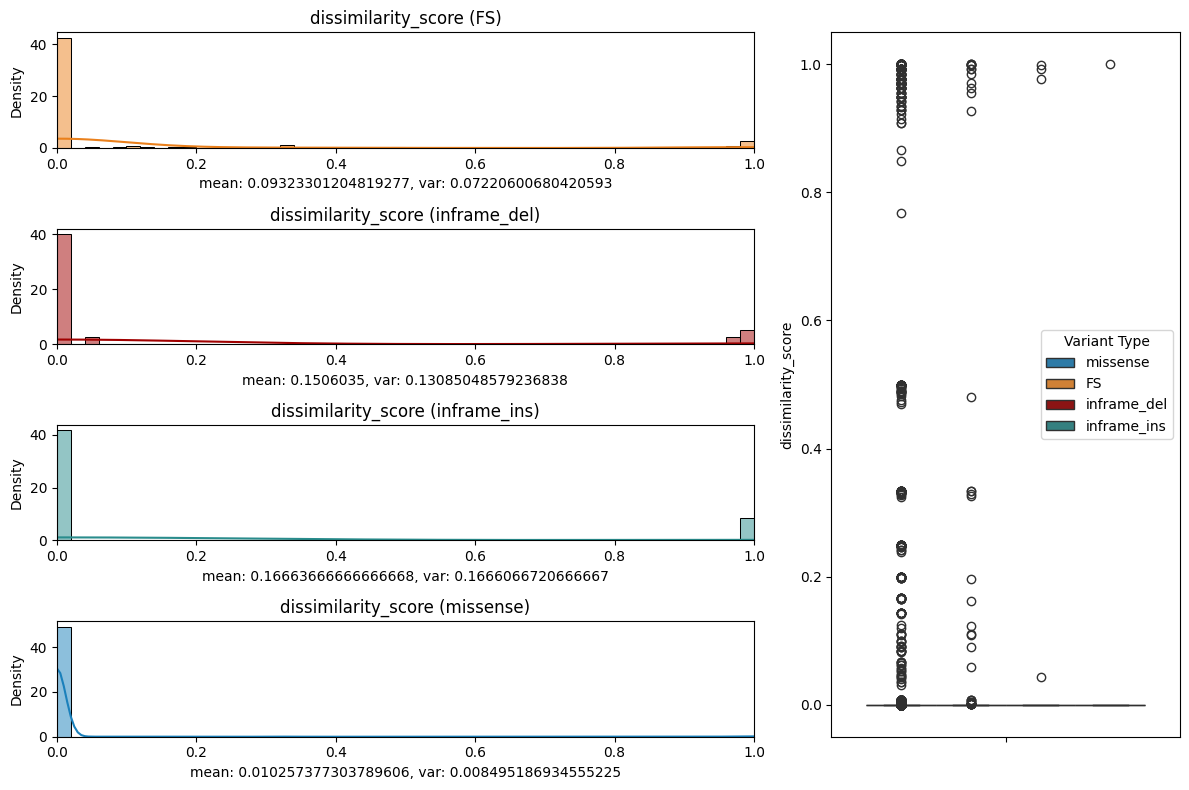 dissimilarity_score (FS)
Density
40
20
0
0.0 0.2 0.4 0.6 0.8 1.0
mean: 0.09323301204819277, var: 0.07220600680420593
dissimilarity_score (inframe_del)
Density
40
20
0
0.0 0.2 0.4 0.6 0.8 1.0
mean: 0.1506035, var: 0.13085048579236838
dissimilarity_score (inframe_ins)
Density
40
20
0
0.0 0.2 0.4 0.6 0.8 1.0
mean: 0.16663666666666668, var: 0.1666066720666667
dissimilarity_score (missense)
Density
40
20
0
0.0 0.2 0.4 0.6 0.8 1.0
mean: 0.010257377303789606, var: 0.008495186934555225
dissimilarity_score
1.0
0.8
0.6
0.4
0.2
0.0
Variant Type
missense
FS
inframe_del
inframe_ins